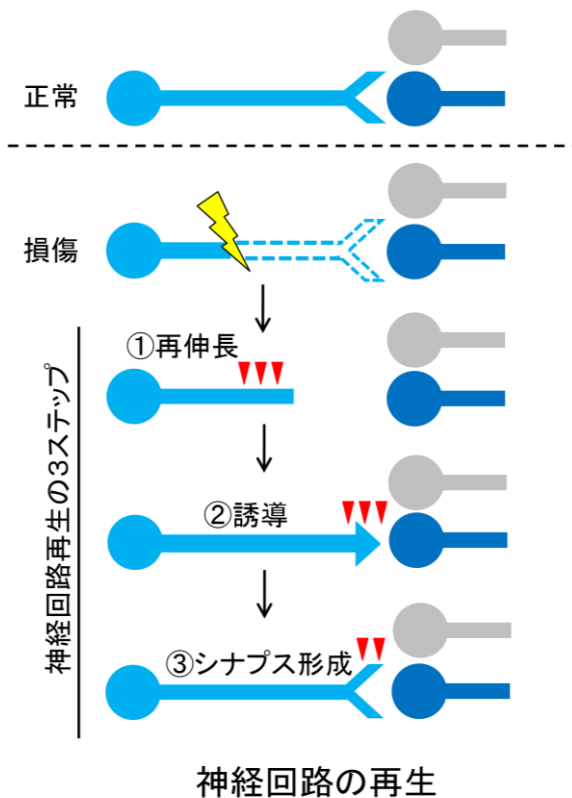 正常
損傷
神経回路再生の3ステップ
①再伸長
②誘導
③シナプス形成
神経回路の再生